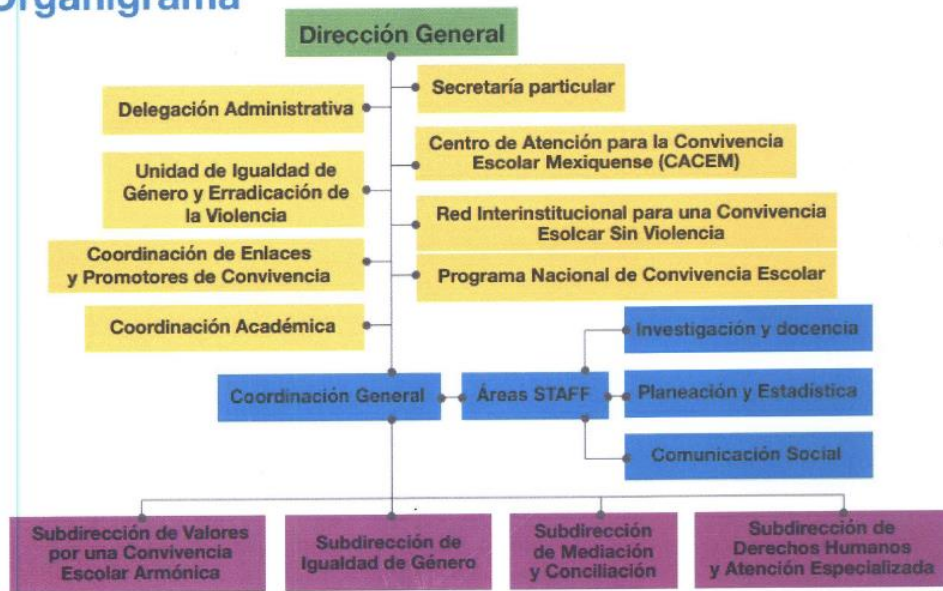 Organigrama
Dirección General
Secretaría particular
Delegación Administrativa
Centro de Atención para la Convivencia
Escolar Mexiquense (CACEM)
Unidad de Igualdad de
Género y Erradicación de
la Violencia
Red Interinstitucional para una Convivencia
Esolcar Sin Violencia
Coordinación de Enlaces
y Promotores de Convivencia
Programa Nacional de Convivencia Escolar
Coordinación Académica
Investigación y docencia
Coordinación General
Áreas STAFF
Planeación y Estadística
Comunicación Social
Subdirección de Valores
por una Convivencia
Escolar Armónica
Subdirección de
Igualdad de Género
Subdirección
de Mediación
y Conciliación
Subdirección de
Derechos Humanos
y Atención Especializada